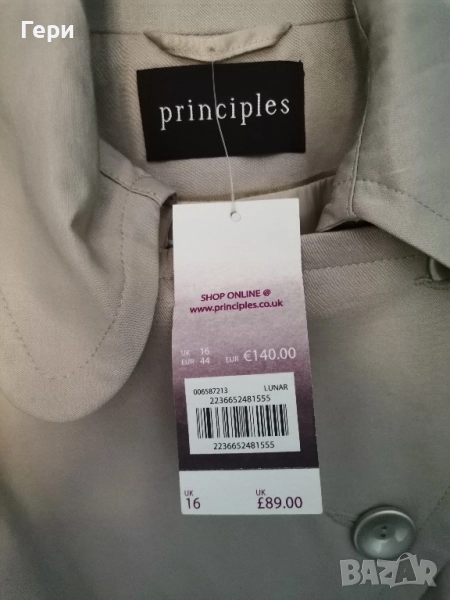 Гери
principles
SHOP ONLINE @
www.principles.co.uk
UK 16
EUR 44
EUR €140.00
006587213 LUNAR
2236652481555
2236652481555
UK
16
UK
£89.00
BAZAR